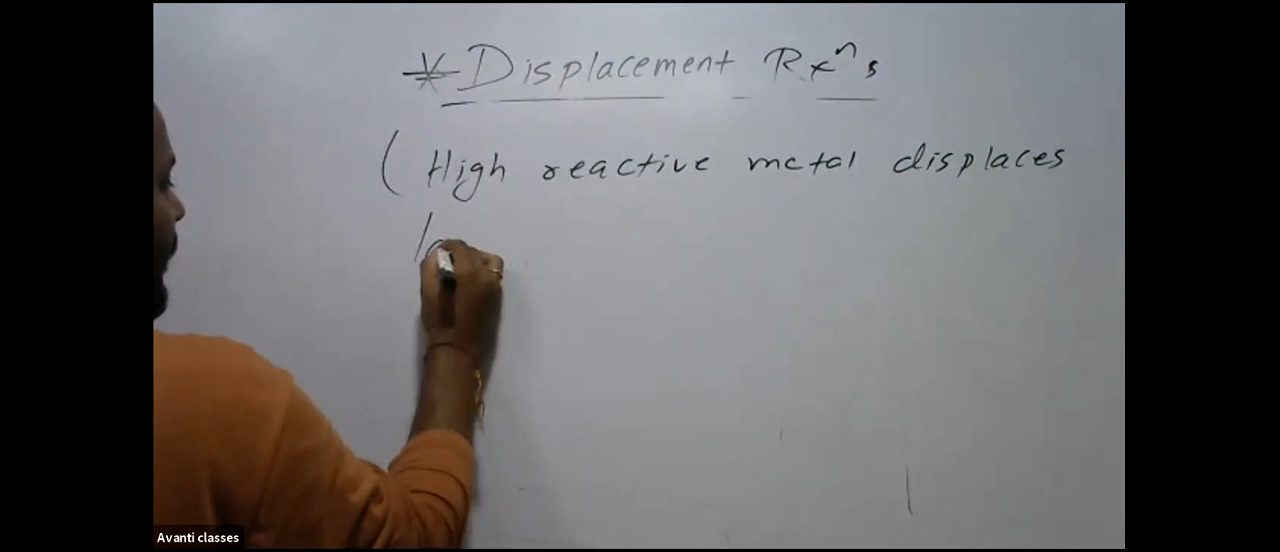 * Displacement Rxⁿs
( High reactive metal displaces
Avanti classes